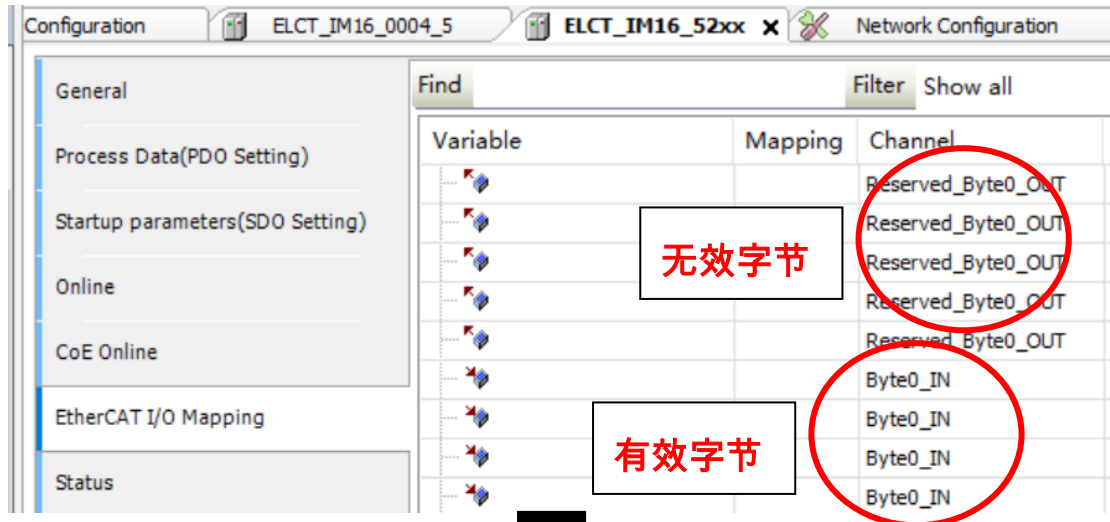 Configuration ELCT_IM16_0004_5 ELCT_IM16_52xx X Network Configuration
General
Process Data(PDO Setting)
Startup parameters(SDO Setting)
Online
CoE Online
EtherCAT I/O Mapping
Status
Find Filter Show all
Variable Mapping Channel
Reserved_Byte0_OUT
Reserved_Byte0_OUT
Reserved_Byte0_OUT
Reserved_Byte0_OUT
Reserved_Byte0_OUT
Byte0_IN
Byte0_IN
Byte0_IN
Byte0_IN
无效字节
有效字节